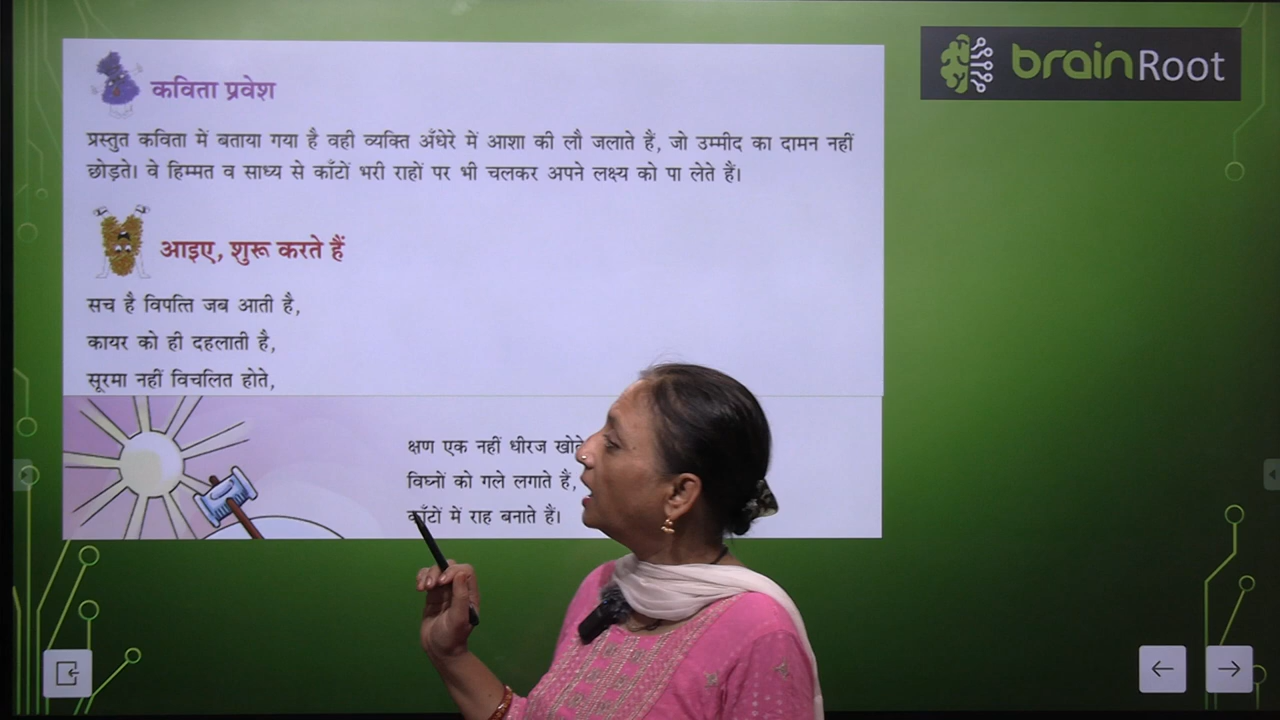 brainRoot
कविता प्रवेश
प्रस्तुत कविता में बताया गया है वही व्यक्ति अँधेरे में आशा की लौ जलाते हैं, जो उम्मीद का दामन नहीं
छोड़ते। वे हिम्मत व साध्य से काँटों भरी राहों पर भी चलकर अपने लक्ष्य को पा लेते हैं।
आइए, शुरू करते हैं
सच है विपत्ति जब आती है,
कायर को ही दहलाती है,
सूरमा नहीं विचलित होते,
क्षण एक नहीं धीरज
विघ्नों को गले लगाते हैं,
काँटों में राह बनाते हैं।